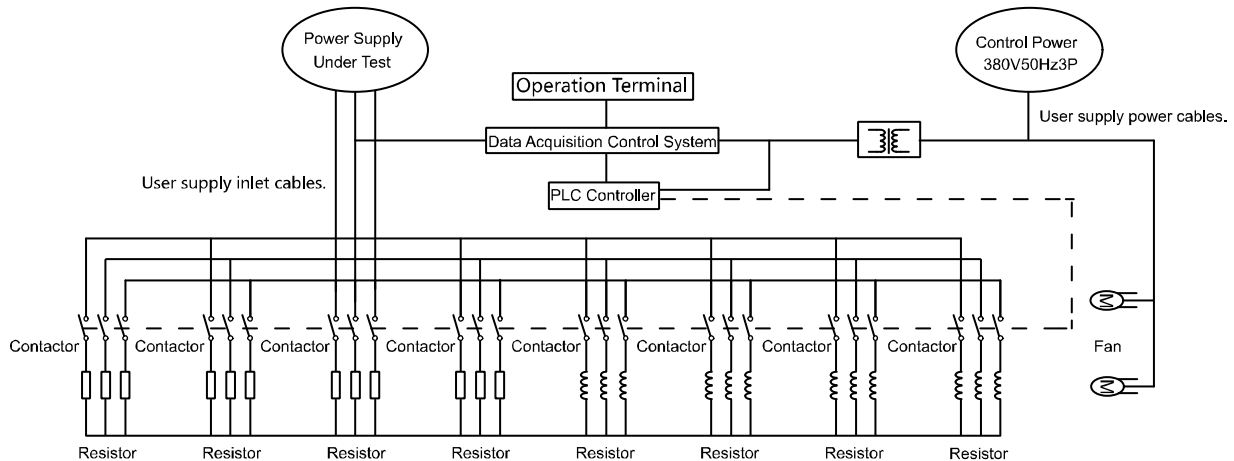 Power Supply
Under Test
Control Power
380V50Hz3P
Operation Terminal
User supply power cables.
Data Acquisition Control System
User supply inlet cables.
PLC Controller
M
Contactor Contactor Contactor Contactor Contactor Contactor Contactor Contactor Fan
M
Resistor Resistor Resistor Resistor Resistor Resistor Resistor Resistor